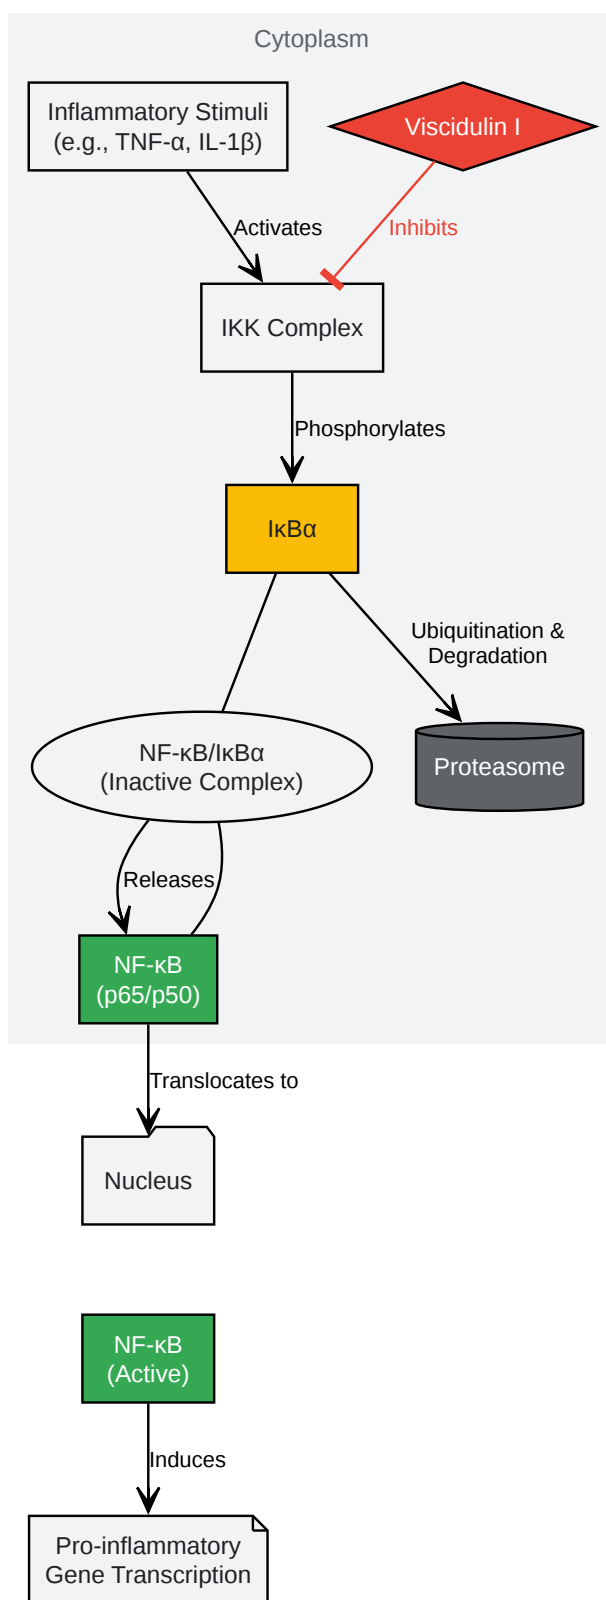 Cytoplasm
Inflammatory Stimuli
(e.g., TNF-α, IL-1β)
Viscidulin I
Activates
Inhibits
IKK Complex
Phosphorylates
IκBα
Ubiquitination &
Degradation
NF-κB/IκBα
(Inactive Complex)
Proteasome
Releases
NF-κB
(p65/p50)
Translocates to
Nucleus
NF-κB
(Active)
Induces
Pro-inflammatory
Gene Transcription